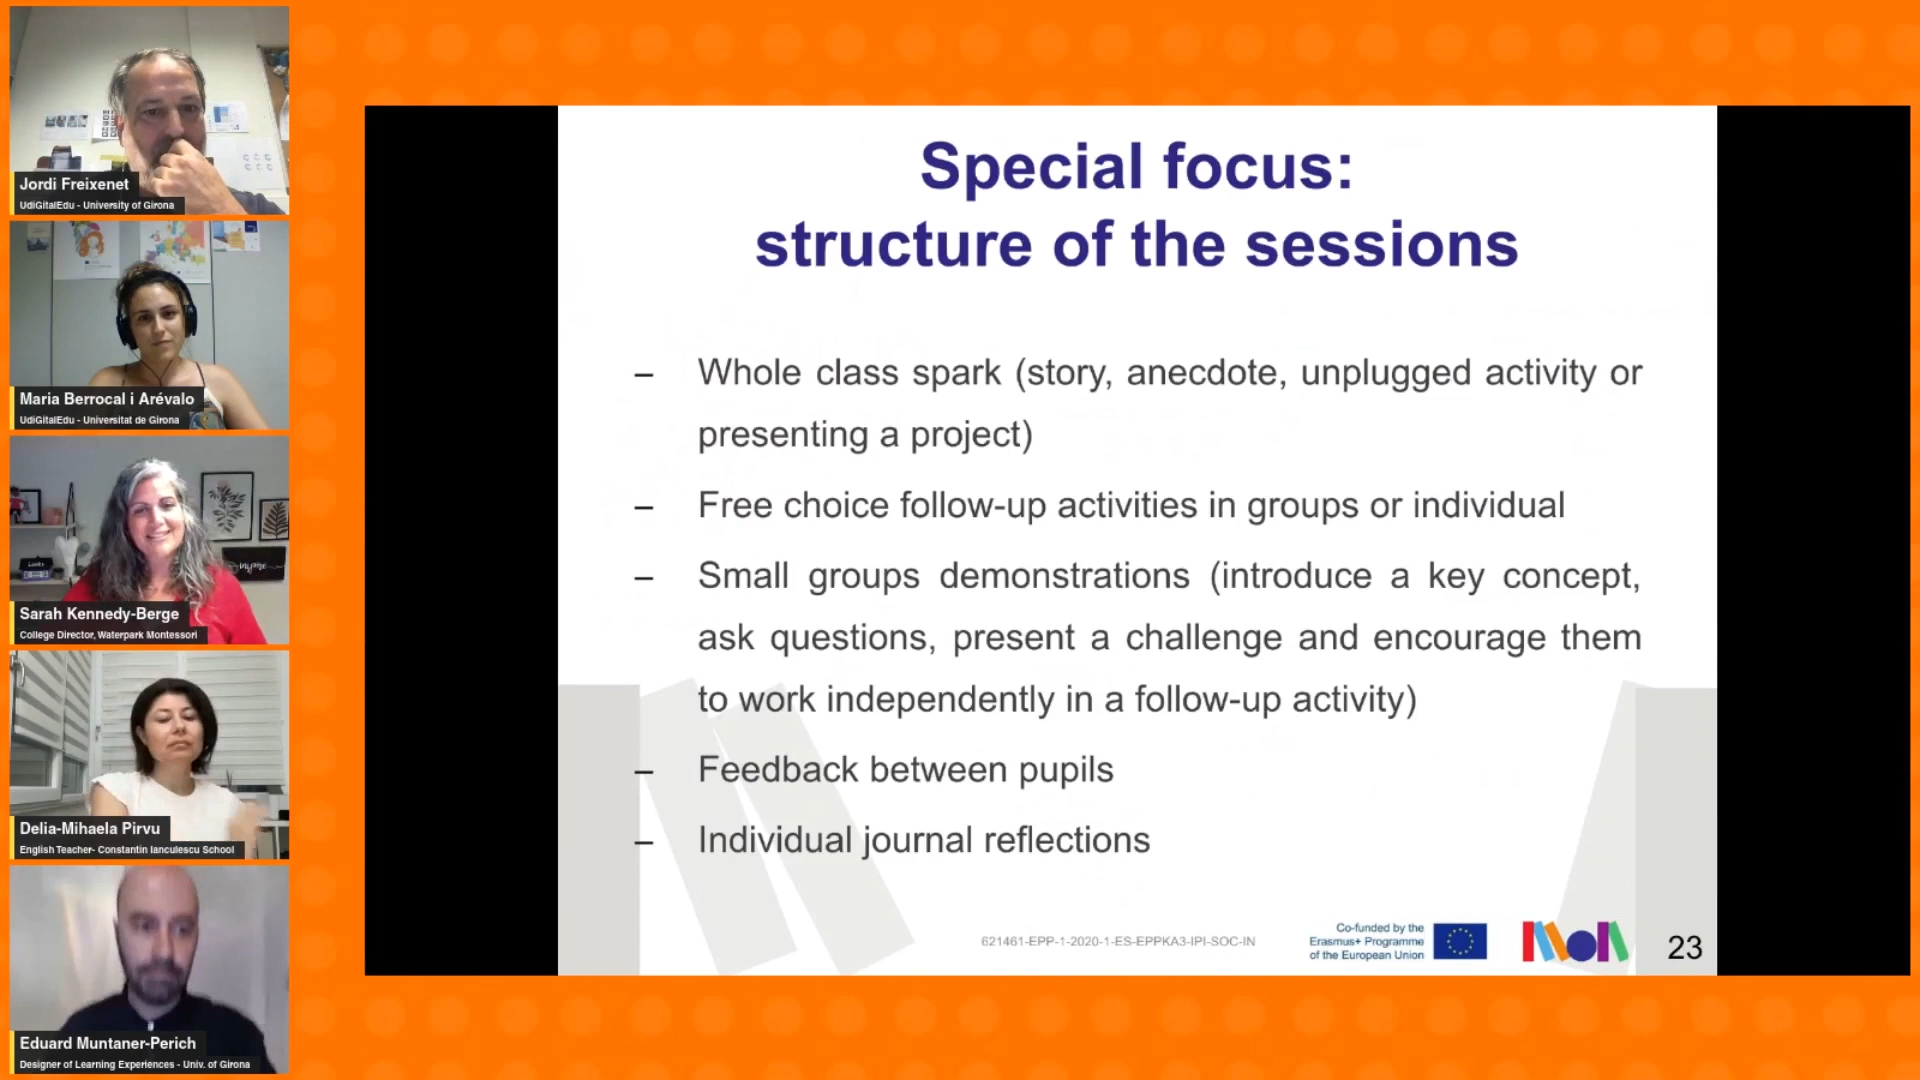 Jordi Freixenet
UdiGitalEdu - University of Girona
Maria Berrocal i Arévalo
UdiGitalEdu - Universitat de Girona
Sarah Kennedy-Berge
College Director, Waterpark Montessori
Delia-Mihaela Pirvu
English Teacher- Constantin Ianculescu School
Eduard Muntaner-Perich
Designer of Learning Experiences - Univ. of Girona
Special focus:
structure of the sessions
– Whole class spark (story, anecdote, unplugged activity or
presenting a project)
– Free choice follow-up activities in groups or individual
– Small groups demonstrations (introduce a key concept,
ask questions, present a challenge and encourage them
to work independently in a follow-up activity)
– Feedback between pupils
– Individual journal reflections
621461-EPP-1-2020-1-ES-EPPKA3-IPI-SOC-IN
Co-funded by the
Erasmus+ Programme
of the European Union
23